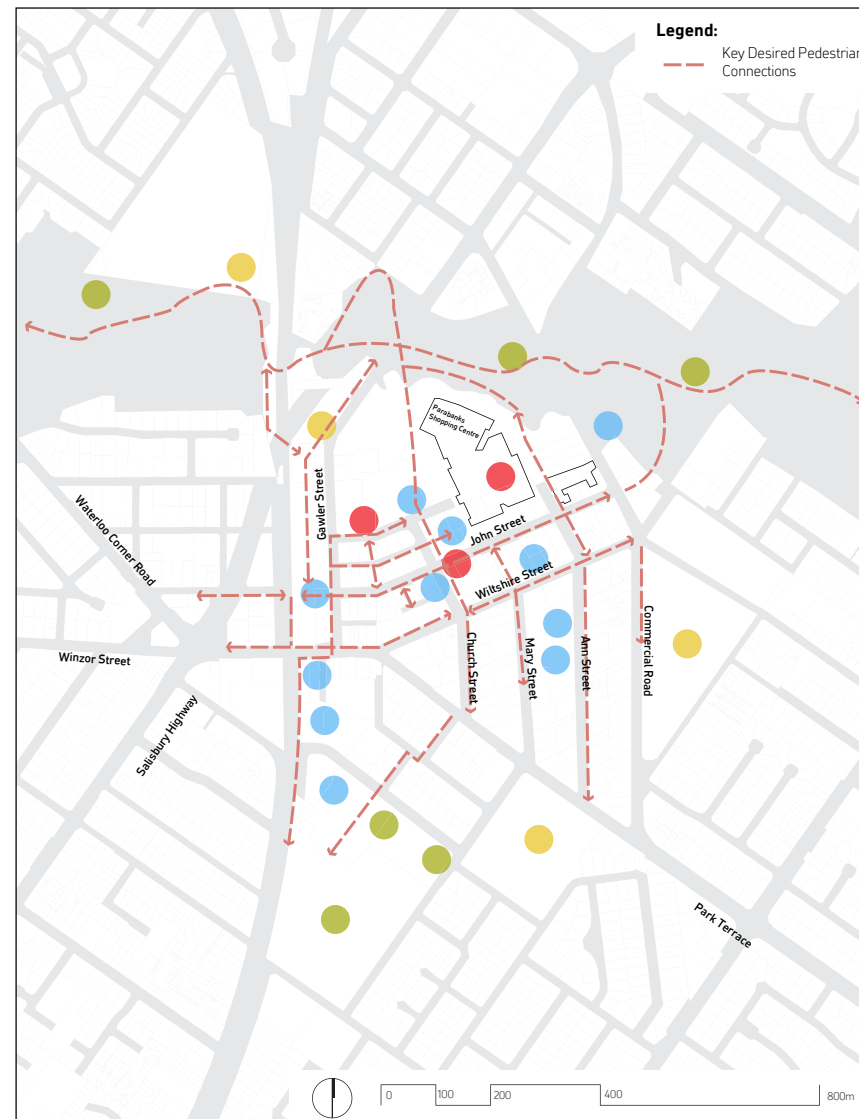 Legend:
Key Desired Pedestrian
Connections
Parabanks
Shopping Centre
Gawler Street
John Street
Wiltshire Street
Waterloo Corner Road
Winzor Street
Salisbury Highway
Church Street
Mary Street
Ann Street
Commercial Road
Park Terrace
0
100
200
400
800m